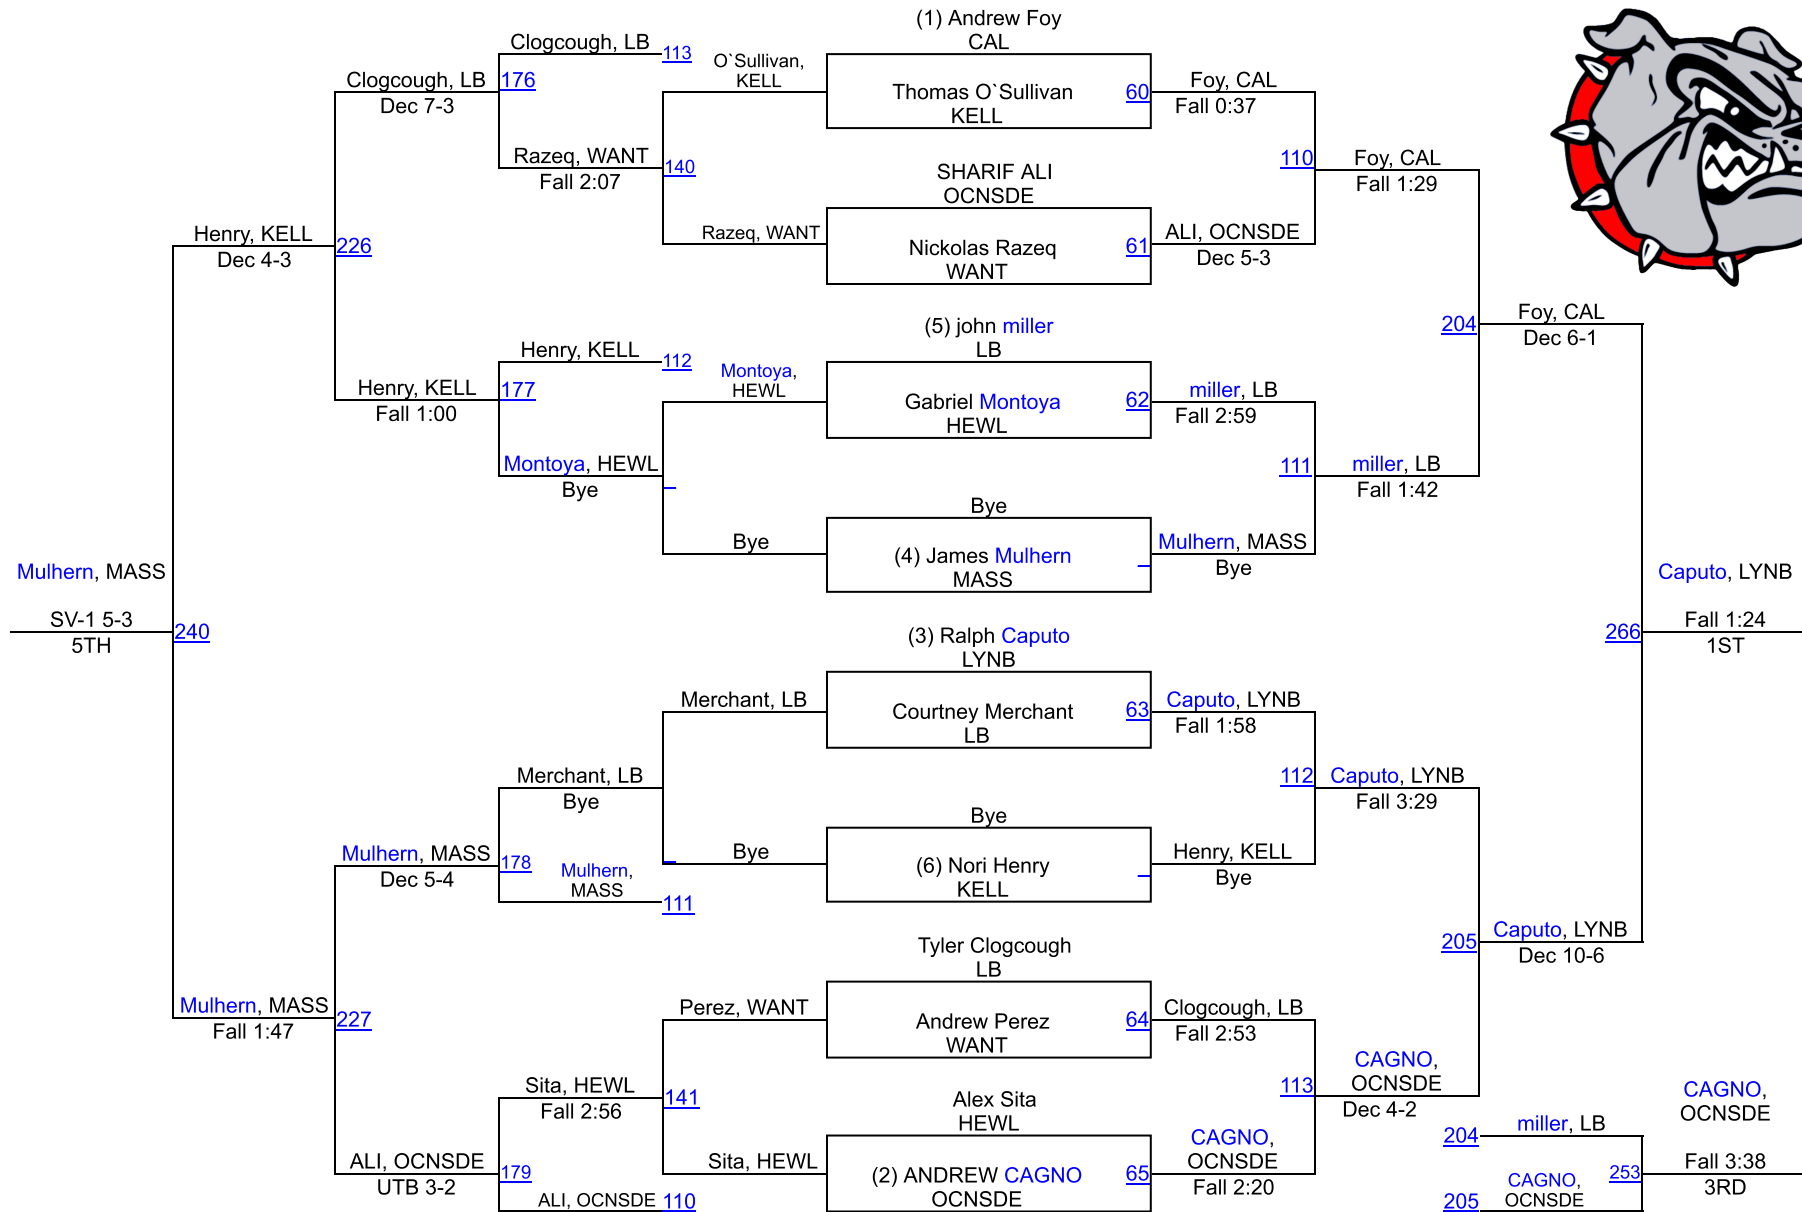 (1) Andrew Foy
CAL
Clogcough, LB
113
O`Sullivan,
KELL
Clogcough, LB
176
Dec 7-3
Thomas O`Sullivan
KELL
60
Foy, CAL
Fall 0:37
Razeq, WANT
140
Fall 2:07
SHARIF ALI
OCNSDE
110
Foy, CAL
Fall 1:29
Henry, KELL
Dec 4-3
226
Razeq, WANT
Nickolas Razeq
WANT
61
ALI, OCNSDE
Dec 5-3
(5) john miller
LB
204
Foy, CAL
Dec 6-1
Henry, KELL
112
Montoya,
HEWL
Henry, KELL
177
Fall 1:00
Gabriel Montoya
HEWL
62
miller, LB
Fall 2:59
Montoya, HEWL
Bye
111
miller, LB
Fall 1:42
Bye
Bye
(4) James Mulhern
MASS
Mulhern, MASS
Bye
Mulhern, MASS
SV-1 5-3
5TH
240
Caputo, LYNB
266
Fall 1:24
1ST
(3) Ralph Caputo
LYNB
Merchant, LB
Courtney Merchant
LB
63
Caputo, LYNB
Fall 1:58
Merchant, LB
Bye
112
Caputo, LYNB
Fall 3:29
Bye
Mulhern, MASS
178
Dec 5-4
Mulhern,
MASS
111
Bye
(6) Nori Henry
KELL
Henry, KELL
Bye
Tyler Clogcough
LB
205
Caputo, LYNB
Dec 10-6
Mulhern, MASS
227
Fall 1:47
Perez, WANT
Andrew Perez
WANT
64
Clogcough, LB
Fall 2:53
Sita, HEWL
141
Fall 2:56
Alex Sita
HEWL
113
CAGNO,
OCNSDE
Dec 4-2
CAGNO,
OCNSDE
204
miller, LB
ALI, OCNSDE
179
UTB 3-2
Sita, HEWL
(2) ANDREW CAGNO
OCNSDE
65
CAGNO,
OCNSDE
Fall 2:20
253
Fall 3:38
3RD
ALI, OCNSDE
110
205
CAGNO,
OCNSDE